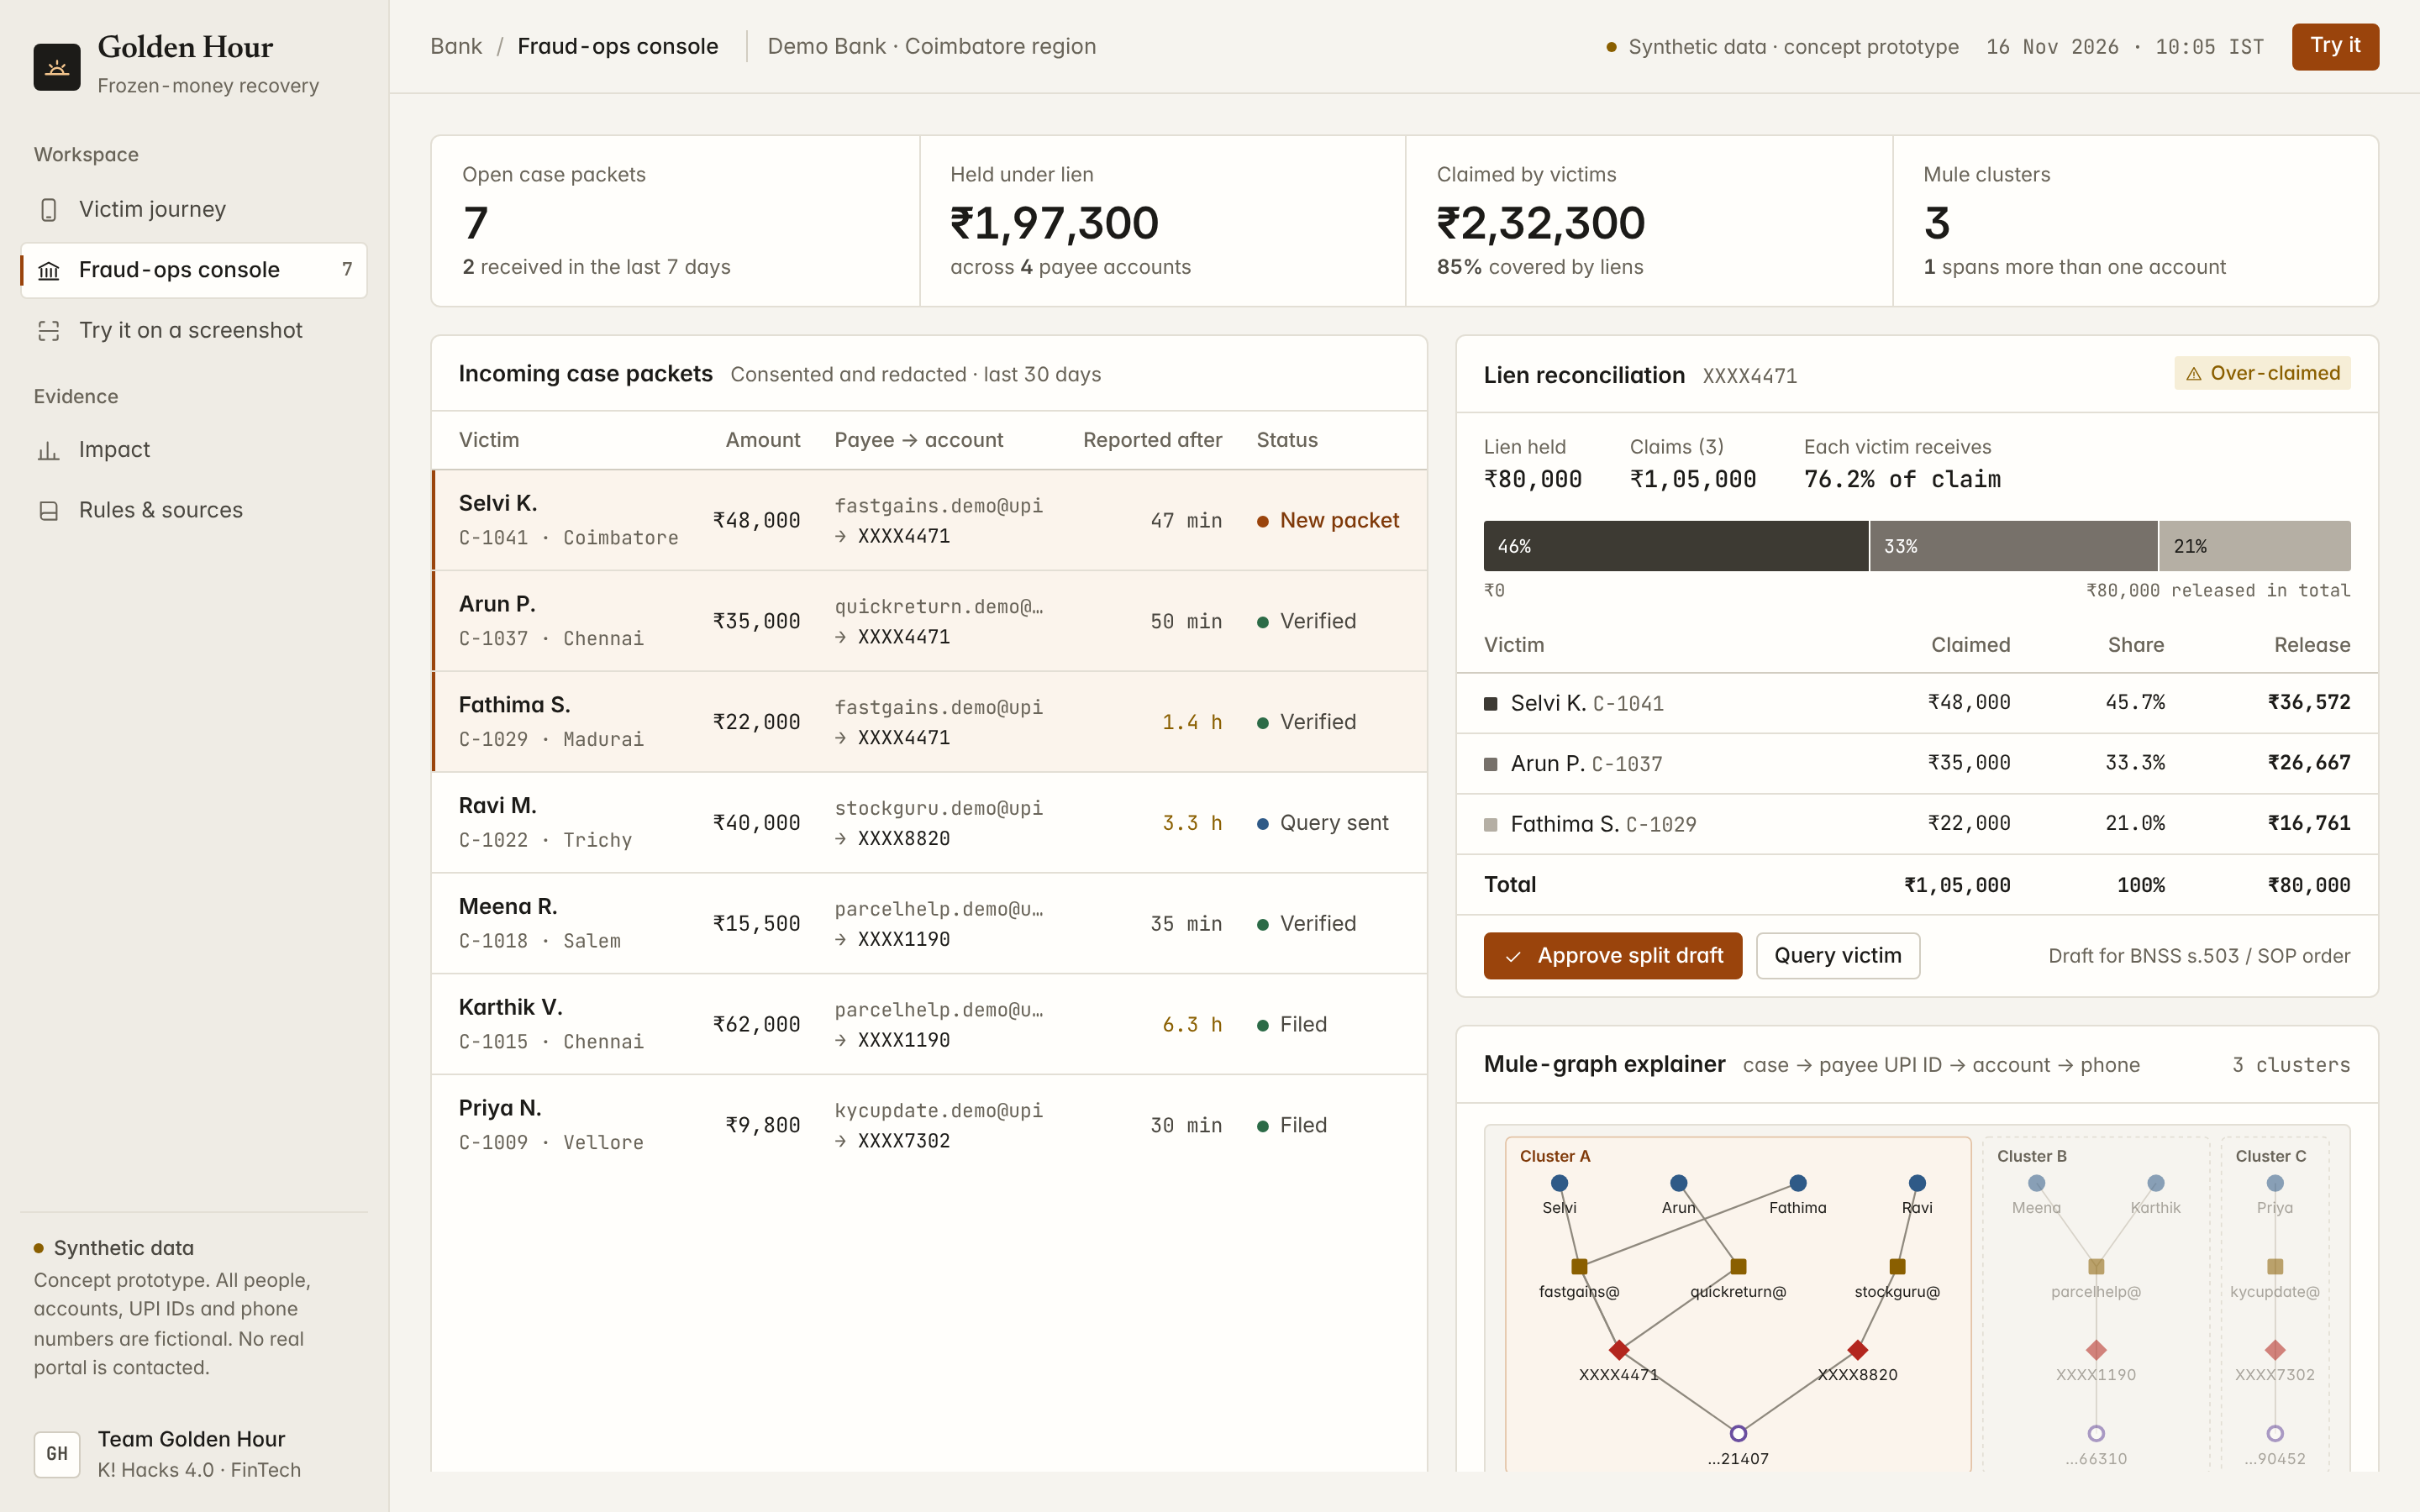 Golden Hour
Frozen-money recovery
Workspace
Victim journey
Fraud-ops console 7
Try it on a screenshot
Evidence
Impact
Rules & sources
Synthetic data
Concept prototype. All people,
accounts, UPI IDs and phone
numbers are fictional. No real
portal is contacted.
GH
Team Golden Hour
K! Hacks 4.0 · FinTech
Bank / Fraud-ops console Demo Bank · Coimbatore region
Synthetic data · concept prototype 16 Nov 2026 · 10:05 IST Try it
Open case packets
7
2 received in the last 7 days
Held under lien
₹1,97,300
across 4 payee accounts
Claimed by victims
₹2,32,300
85% covered by liens
Mule clusters
3
1 spans more than one account
Incoming case packets Consented and redacted · last 30 days
Victim Amount Payee → account Reported after Status
Selvi K.
C-1041 · Coimbatore
₹48,000
fastgains.demo@upi
→ XXXX4471
47 min
New packet
Arun P.
C-1037 · Chennai
₹35,000
quickreturn.demo@…
→ XXXX4471
50 min
Verified
Fathima S.
C-1029 · Madurai
₹22,000
fastgains.demo@upi
→ XXXX4471
1.4 h
Verified
Ravi M.
C-1022 · Trichy
₹40,000
stockguru.demo@upi
→ XXXX8820
3.3 h
Query sent
Meena R.
C-1018 · Salem
₹15,500
parcelhelp.demo@u…
→ XXXX1190
35 min
Verified
Karthik V.
C-1015 · Chennai
₹62,000
parcelhelp.demo@u…
→ XXXX1190
6.3 h
Filed
Priya N.
C-1009 · Vellore
₹9,800
kycupdate.demo@upi
→ XXXX7302
30 min
Filed
Lien reconciliation XXXX4471 Over-claimed
Lien held Claims (3) Each victim receives
₹80,000 ₹1,05,000 76.2% of claim
46% 33% 21%
₹0 ₹80,000 released in total
Victim Claimed Share Release
Selvi K. C-1041 ₹48,000 45.7% ₹36,572
Arun P. C-1037 ₹35,000 33.3% ₹26,667
Fathima S. C-1029 ₹22,000 21.0% ₹16,761
Total ₹1,05,000 100% ₹80,000
Approve split draft Query victim Draft for BNSS s.503 / SOP order
Mule-graph explainer case → payee UPI ID → account → phone 3 clusters
Cluster A Cluster B Cluster C
Selvi Arun Fathima Ravi Meena Karthik Priya
fastgains@ quickreturn@ stockguru@ parcelhelp@ kycupdate@
XXXX4471 XXXX8820 XXXX1190 XXXX7302
…21407 …66310 …90452